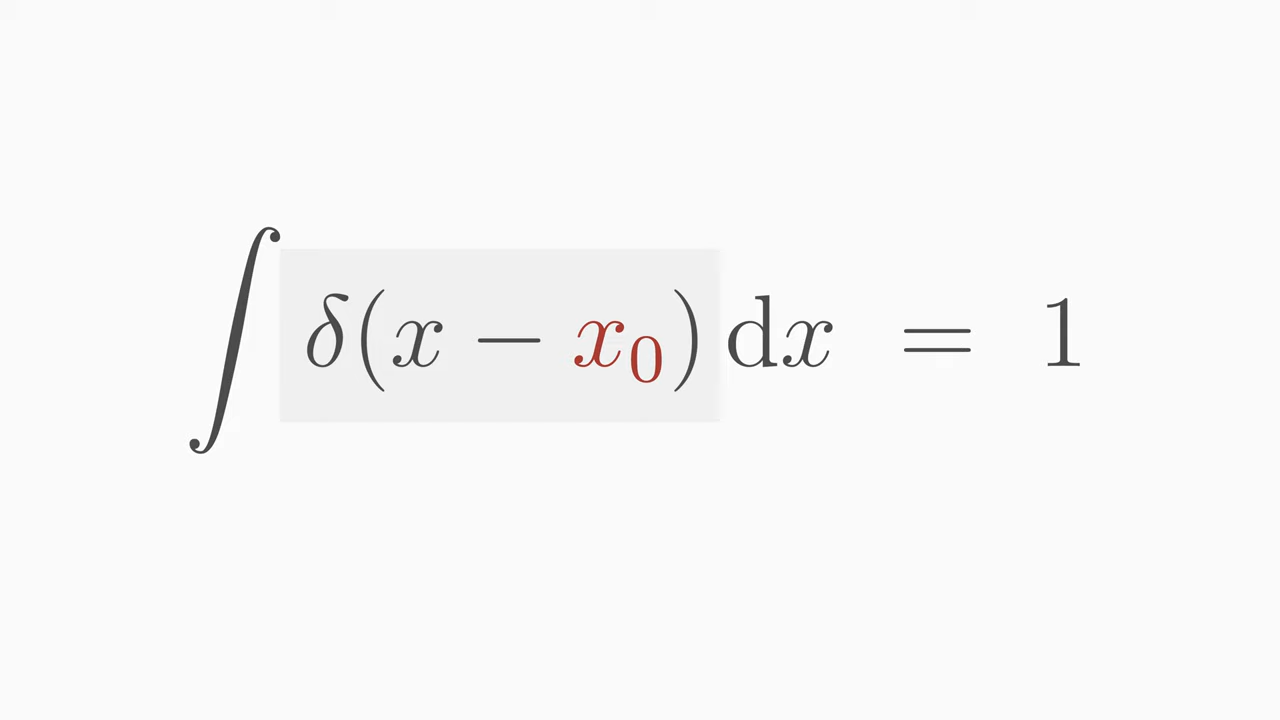 ∫ δ(x − x₀) dx = 1